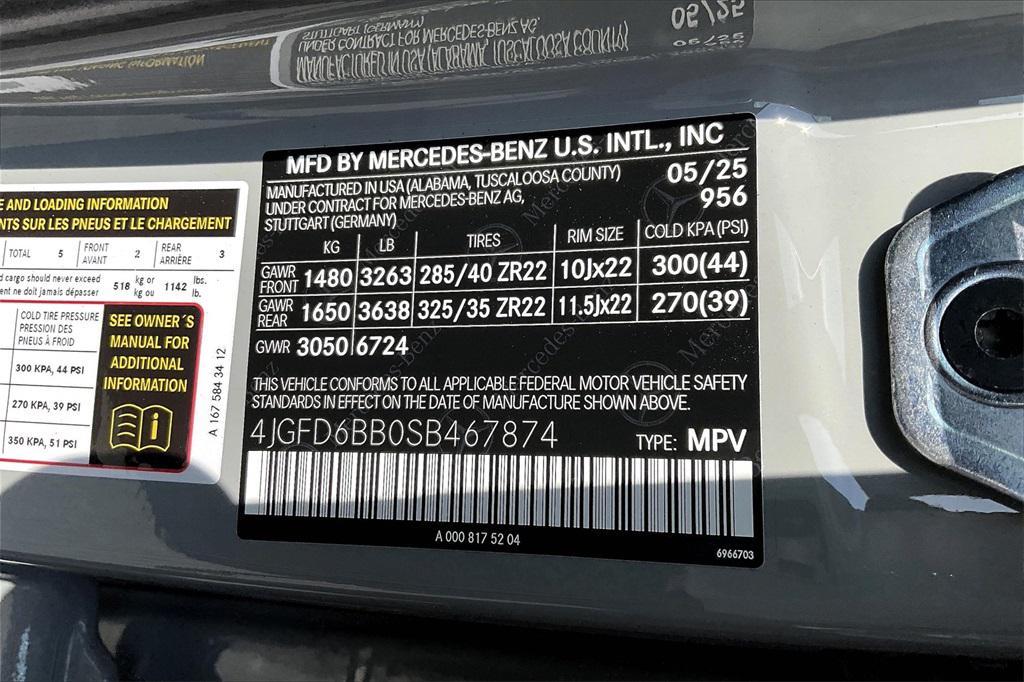 MFD BY MERCEDES-BENZ U.S. INTL., INC
MANUFACTURED IN USA (ALABAMA, TUSCALOOSA COUNTY) 05/25
UNDER CONTRACT FOR MERCEDES-BENZ AG, 956
STUTTGART (GERMANY)
KG LB TIRES RIM SIZE COLD KPA (PSI)
GAWR FRONT 1480 3263 285/40 ZR22 10Jx22 300(44)
GAWR REAR 1650 3638 325/35 ZR22 11.5Jx22 270(39)
GVWR 3050 6724
THIS VEHICLE CONFORMS TO ALL APPLICABLE FEDERAL MOTOR VEHICLE SAFETY
STANDARDS IN EFFECT ON THE DATE OF MANUFACTURE SHOWN ABOVE.
4JGFD6BB0SB467874 TYPE: MPV
A 000 817 52 04
6966703
E AND LOADING INFORMATION
NTS SUR LES PNEUS ET LE CHARGEMENT
TOTAL 5 FRONT AVANT 2 REAR ARRIÈRE 3
d cargo should never exceed 518 kg or 1142 lbs.
ent ne doit jamais dépasser kg ou lb.
COLD TIRE PRESSURE
PRESSION DES
PNEUS À FROID
300 KPA, 44 PSI
270 KPA, 39 PSI
350 KPA, 51 PSI
SEE OWNER´S
MANUAL FOR
ADDITIONAL
INFORMATION
A 167 584 34 12